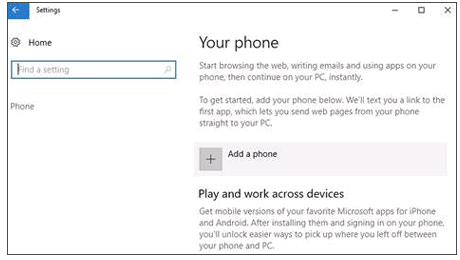 Settings
Home
Find a setting
Phone
Your phone
Start browsing the web, writing emails and using apps on your
phone, then continue on your PC, instantly.
To get started, add your phone below. We'll text you a link to the
first app, which lets you send web pages from your phone
straight to your PC.
Add a phone
Play and work across devices
Get mobile versions of your favorite Microsoft apps for iPhone
and Android. After installing them and signing in on your phone,
you'll unlock easier ways to pick up where you left off between
your phone and PC.